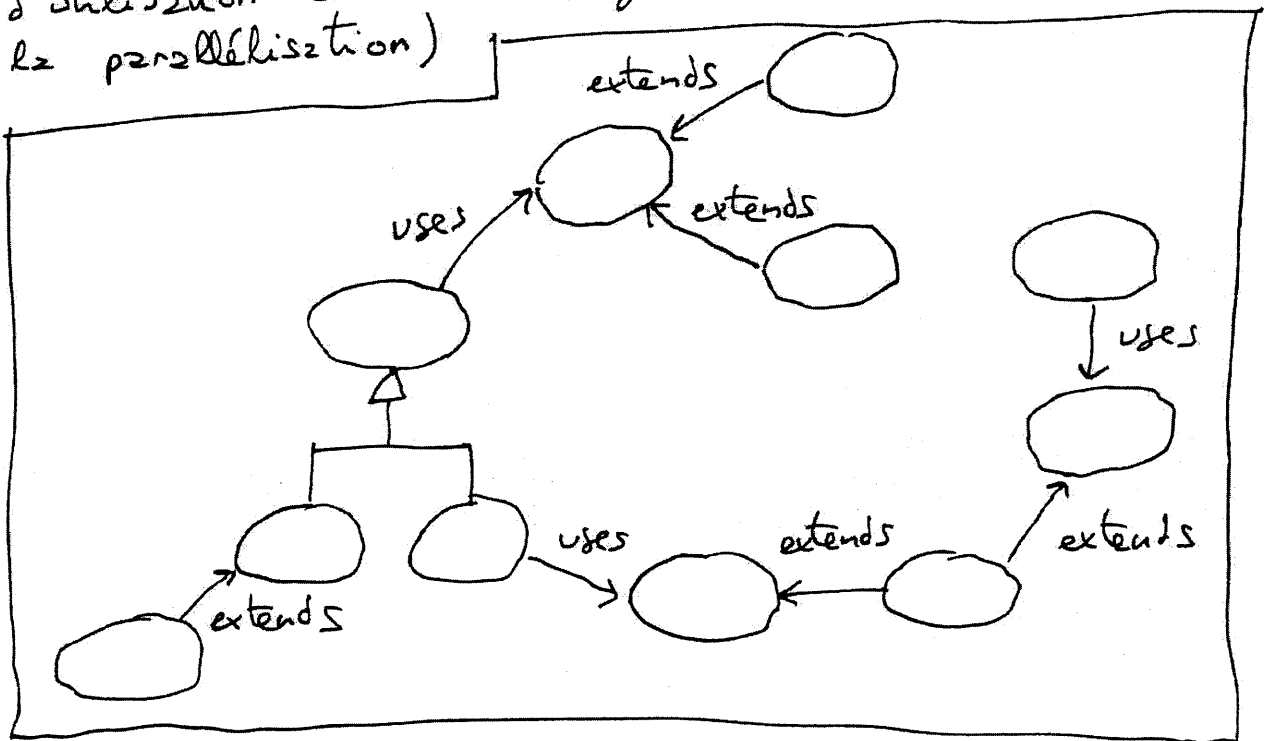 la parallélisation)
extends
extends
uses
uses
uses
extends
extends
extends